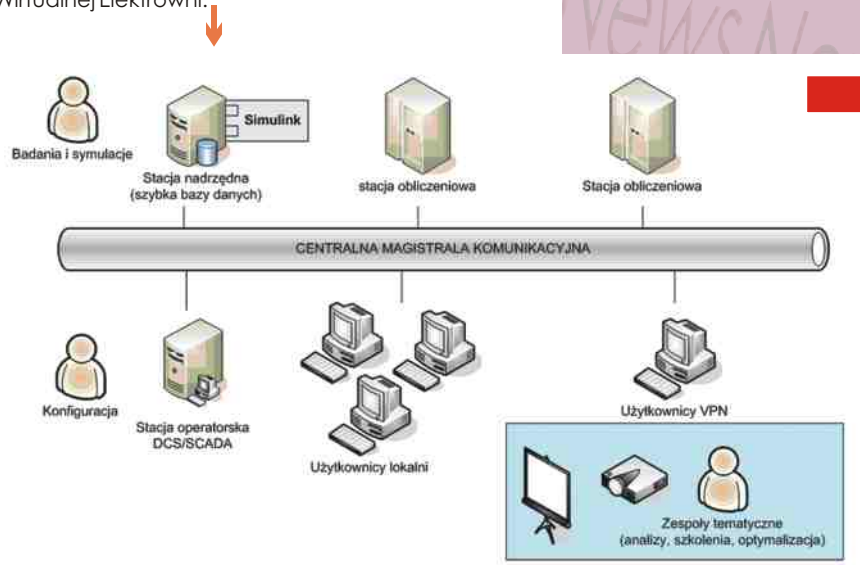 Wirtualnej Elektrowni.
NewsNe
Simulink
Badania i symulacje
Stacja nadrzędna
(szybka bazy danych)
stacja obliczeniowa
Stacja obliczeniowa
CENTRALNA MAGISTRALA KOMUNIKACYJNA
Konfiguracja
Stacja operatorska
DCS/SCADA
Użytkownicy lokalni
Użytkownicy VPN
Zespoły tematyczne
(analizy, szkolenia, optymalizacja)